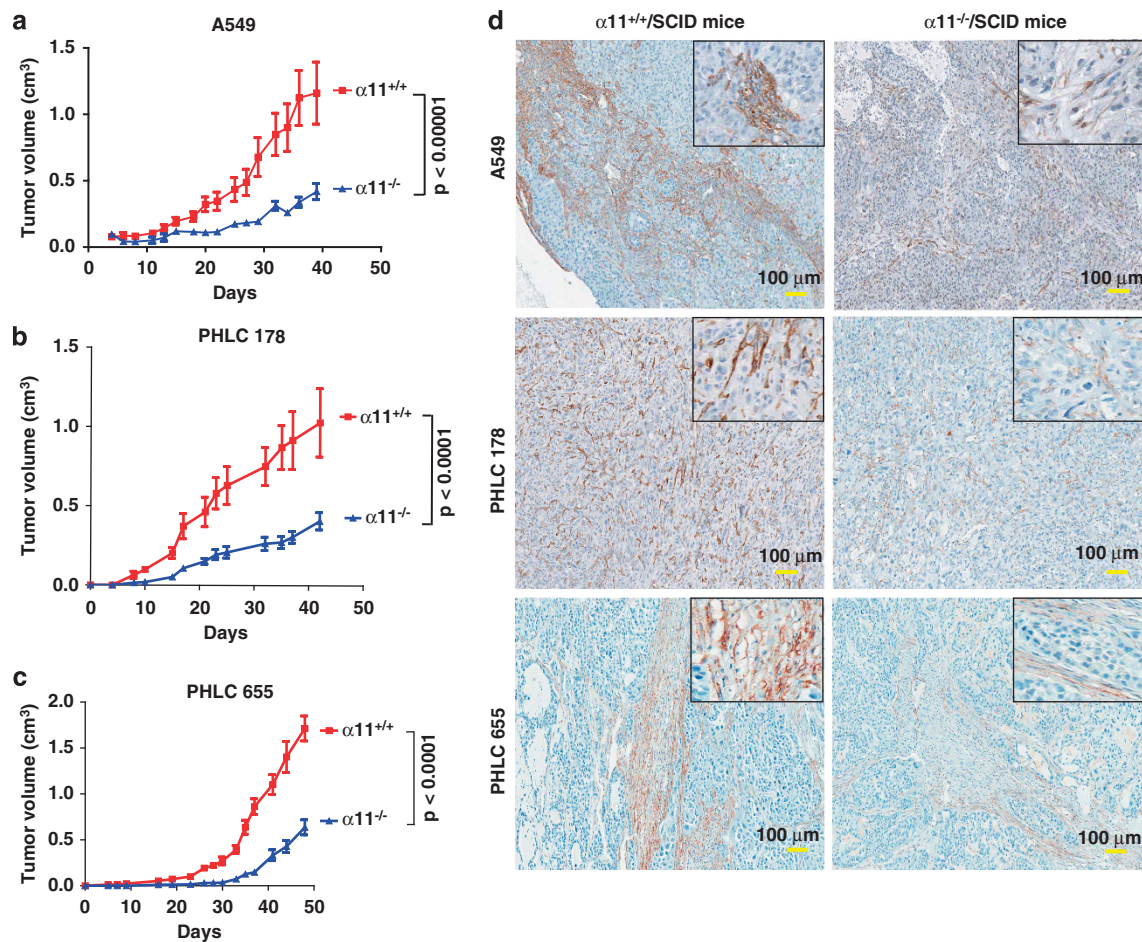 a
A549
Tumor volume (cm³)
1.5
1.0
0.5
0.0
0 10 20 30 40 50
Days
α11+/+
α11-/-
p < 0.00001
b
PHLC 178
Tumor volume (cm³)
1.5
1.0
0.5
0.0
0 10 20 30 40 50
Days
α11+/+
α11-/-
p < 0.0001
c
PHLC 655
Tumor volume (cm³)
2.0
1.5
1.0
0.5
0.0
0 10 20 30 40 50
Days
α11+/+
α11-/-
p < 0.0001
d
α11+/+/SCID mice
α11-/-/SCID mice
A549
100 μm
100 μm
PHLC 178
100 μm
100 μm
PHLC 655
100 μm
100 μm